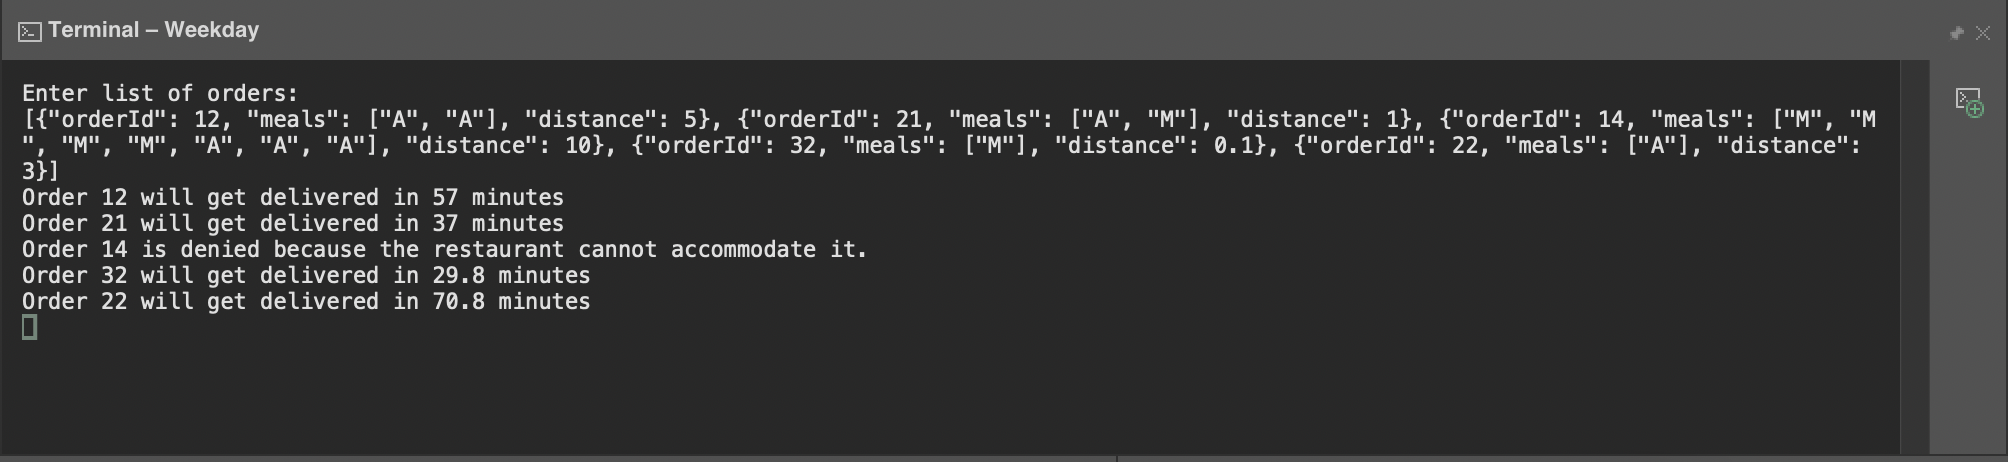 Terminal – Weekday
Enter list of orders:
[{"orderId": 12, "meals": ["A", "A"], "distance": 5}, {"orderId": 21, "meals": ["A", "M"], "distance": 1}, {"orderId": 14, "meals": ["M", "M
", "M", "M", "A", "A", "A"], "distance": 10}, {"orderId": 32, "meals": ["M"], "distance": 0.1}, {"orderId": 22, "meals": ["A"], "distance":
3}]
Order 12 will get delivered in 57 minutes
Order 21 will get delivered in 37 minutes
Order 14 is denied because the restaurant cannot accommodate it.
Order 32 will get delivered in 29.8 minutes
Order 22 will get delivered in 70.8 minutes